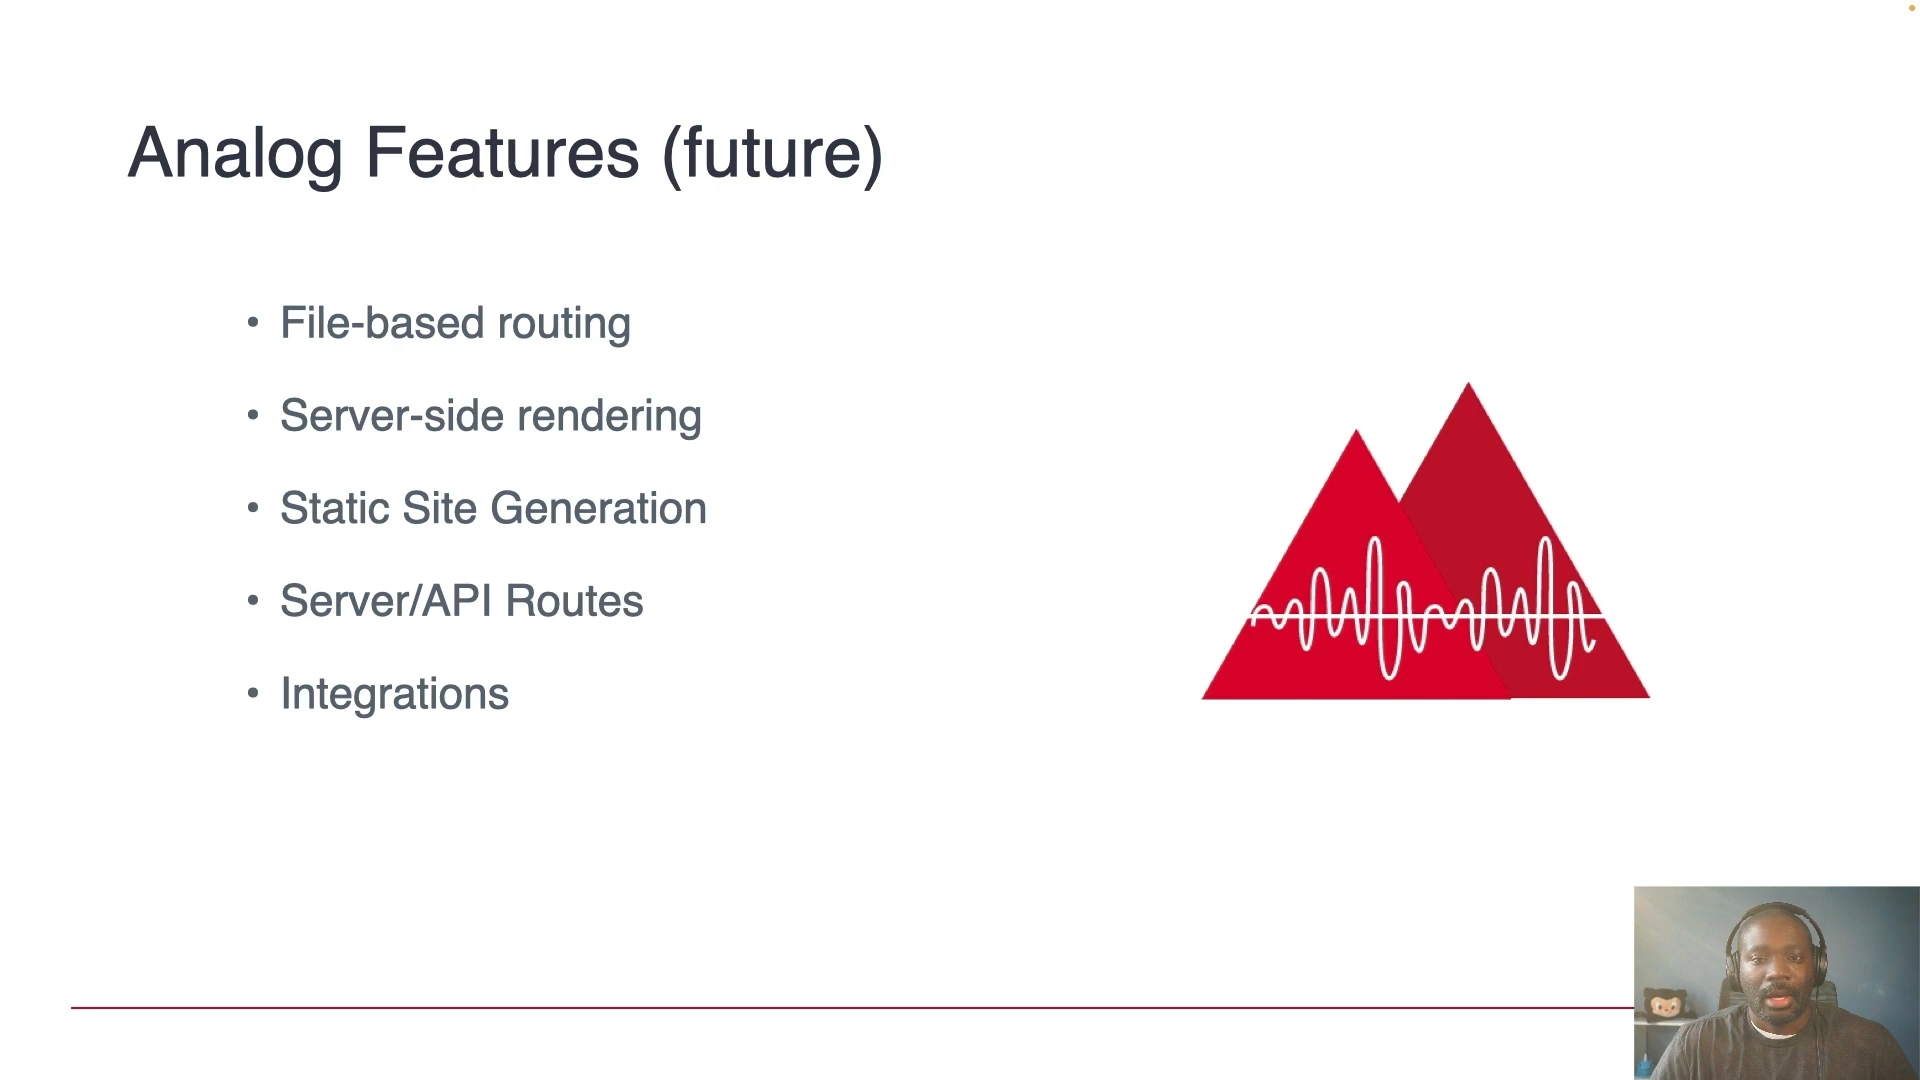 Analog Features (future)
• File-based routing
• Server-side rendering
• Static Site Generation
• Server/API Routes
• Integrations